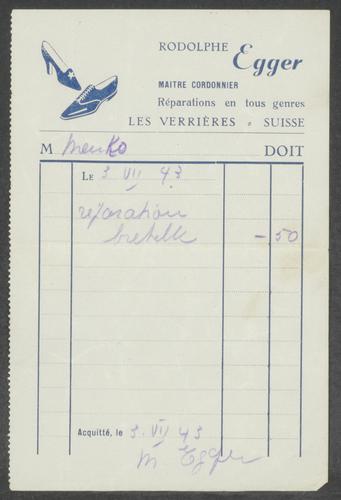 RODOLPHE Egger
MAITRE CORDONNIER
Réparations en tous genres
LES VERRIÈRES - SUISSE
M Menko DOIT
LE 3 VII 43
reparation
bretelle -.50
Acquitté, le 3. VII 43
M Egger